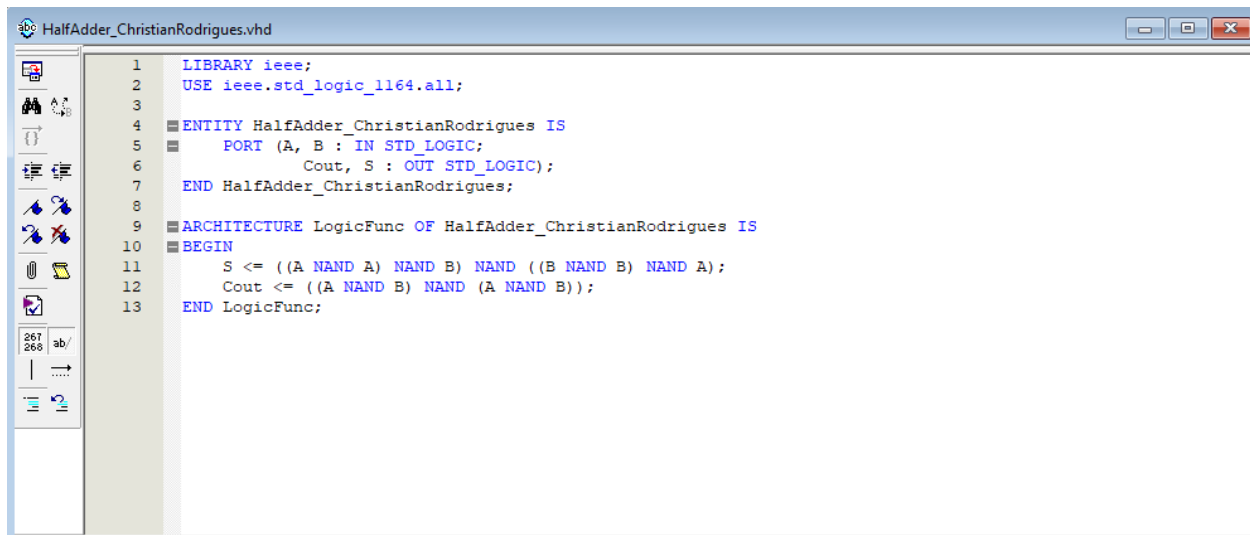 HalfAdder_ChristianRodrigues.vhd
1 LIBRARY ieee;
2 USE ieee.std_logic_1164.all;
3
4 ENTITY HalfAdder_ChristianRodrigues IS
5 PORT (A, B : IN STD_LOGIC;
6 Cout, S : OUT STD_LOGIC);
7 END HalfAdder_ChristianRodrigues;
8
9 ARCHITECTURE LogicFunc OF HalfAdder_ChristianRodrigues IS
10 BEGIN
11 S <= ((A NAND A) NAND B) NAND ((B NAND B) NAND A);
12 Cout <= ((A NAND B) NAND (A NAND B));
13 END LogicFunc;
abc
A
B
{}
267
268
ab/